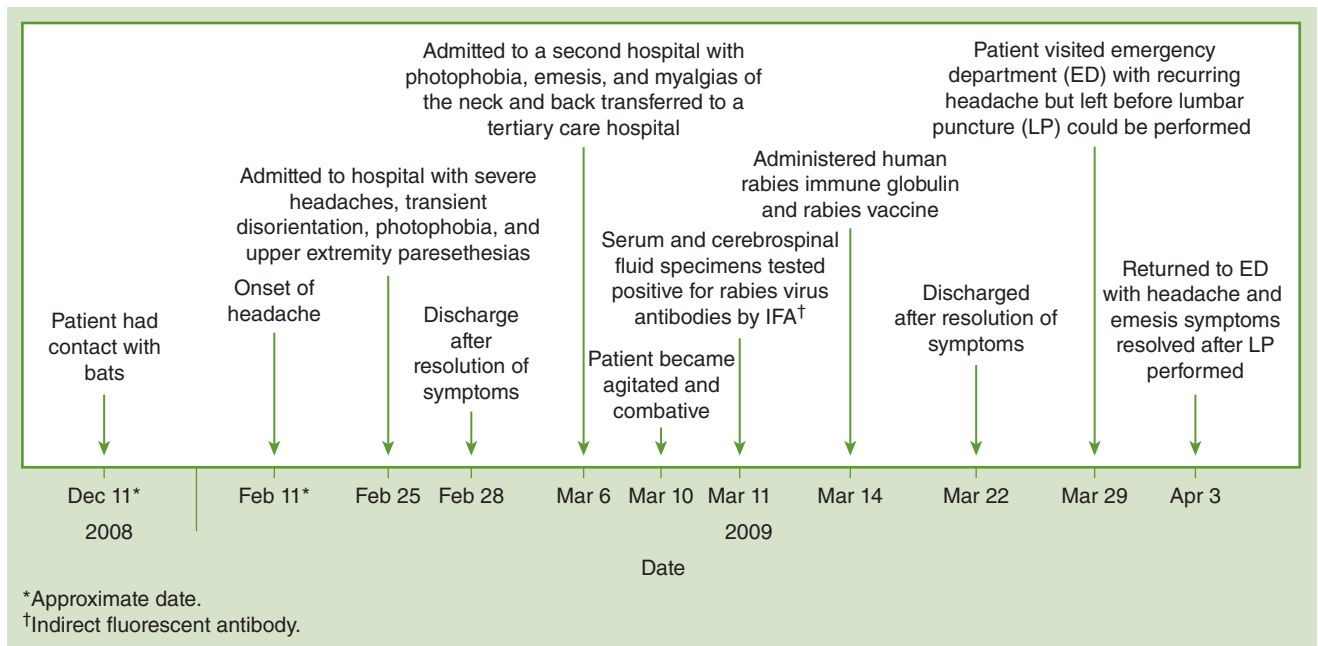 Patient had
contact with
bats
Onset of
headache
Admitted to hospital with severe
headaches, transient
disorientation, photophobia, and
upper extremity paresethesias
Discharge
after
resolution of
symptoms
Admitted to a second hospital with
photophobia, emesis, and myalgias of
the neck and back transferred to a
tertiary care hospital
Patient became
agitated and
combative
Serum and cerebrospinal
fluid specimens tested
positive for rabies virus
antibodies by IFA†
Administered human
rabies immune globulin
and rabies vaccine
Discharged
after resolution of
symptoms
Patient visited emergency
department (ED) with recurring
headache but left before lumbar
puncture (LP) could be performed
Returned to ED
with headache and
emesis symptoms
resolved after LP
performed
Dec 11* Feb 11* Feb 25 Feb 28 Mar 6 Mar 10 Mar 11 Mar 14 Mar 22 Mar 29 Apr 3
2008 2009
Date
*Approximate date.
†Indirect fluorescent antibody.